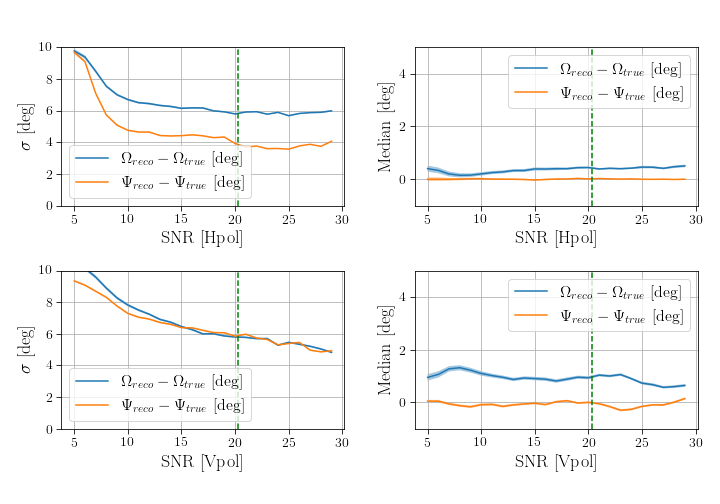 σ [deg]
10
8
6
4
2
0
Ω_reco − Ω_true [deg]
Ψ_reco − Ψ_true [deg]
5 10 15 20 25 30
SNR [Hpol]
Median [deg]
4
2
0
Ω_reco − Ω_true [deg]
Ψ_reco − Ψ_true [deg]
5 10 15 20 25 30
SNR [Hpol]
σ [deg]
10
8
6
4
2
0
Ω_reco − Ω_true [deg]
Ψ_reco − Ψ_true [deg]
5 10 15 20 25 30
SNR [Vpol]
Median [deg]
4
2
0
Ω_reco − Ω_true [deg]
Ψ_reco − Ψ_true [deg]
5 10 15 20 25 30
SNR [Vpol]